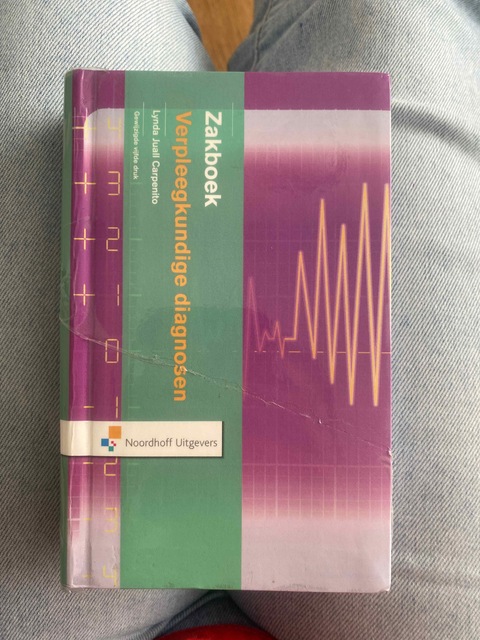 Zakboek
Verpleegkundige diagnosen
Lynda Juall Carpenito
Gewijzigde vijfde druk
Noordhoff Uitgevers